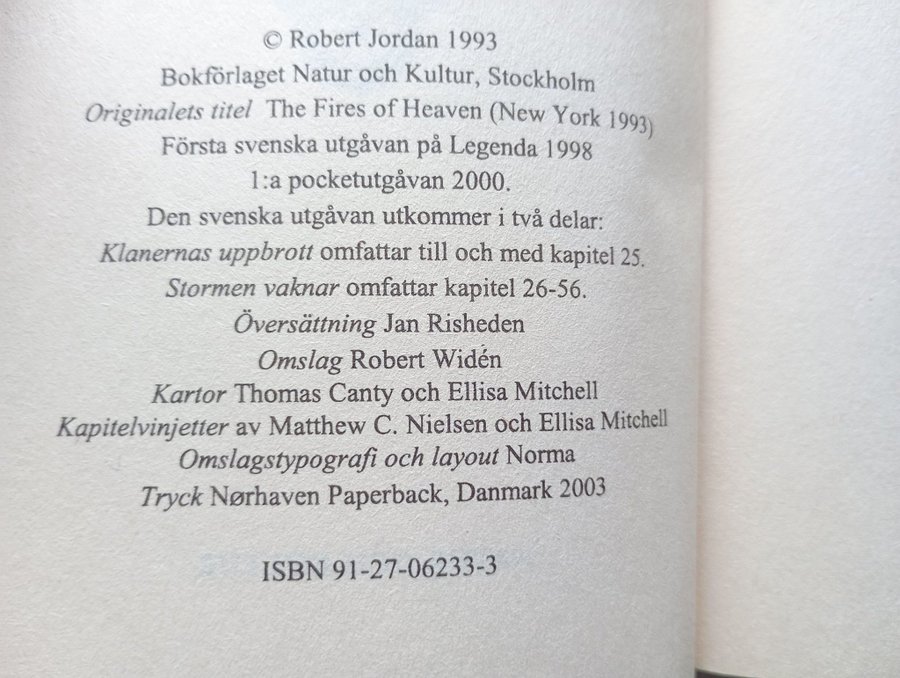 © Robert Jordan 1993
Bokförlaget Natur och Kultur, Stockholm
Originalets titel The Fires of Heaven (New York 1993)
Första svenska utgåvan på Legenda 1998
1:a pocketutgåvan 2000.
Den svenska utgåvan utkommer i två delar:
Klanernas uppbrott omfattar till och med kapitel 25.
Stormen vaknar omfattar kapitel 26-56.
Översättning Jan Risheden
Omslag Robert Widén
Kartor Thomas Canty och Ellisa Mitchell
Kapitelvinjetter av Matthew C. Nielsen och Ellisa Mitchell
Omslagstypografi och layout Norma
Tryck Nørhaven Paperback, Danmark 2003
ISBN 91-27-06233-3